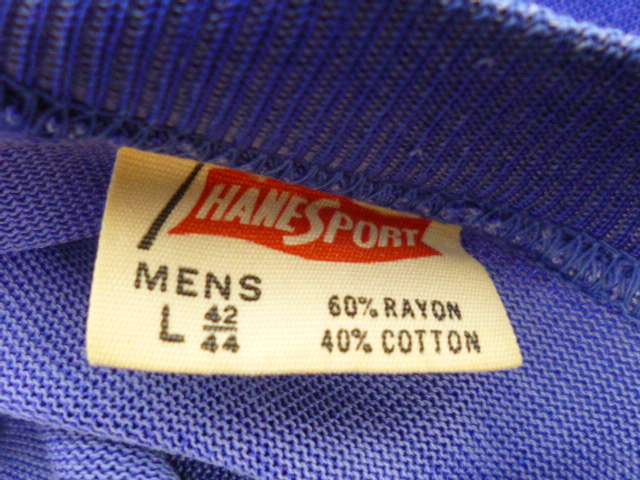 HANESPORT
MENS
L 42/44
60% RAYON
40% COTTON